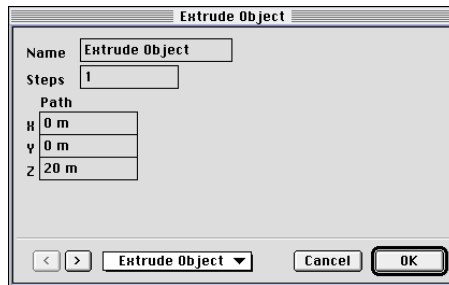 Extrude Object
Name Extrude Object
Steps 1
Path
X 0 m
Y 0 m
Z 20 m
< > Extrude Object ▼ Cancel OK